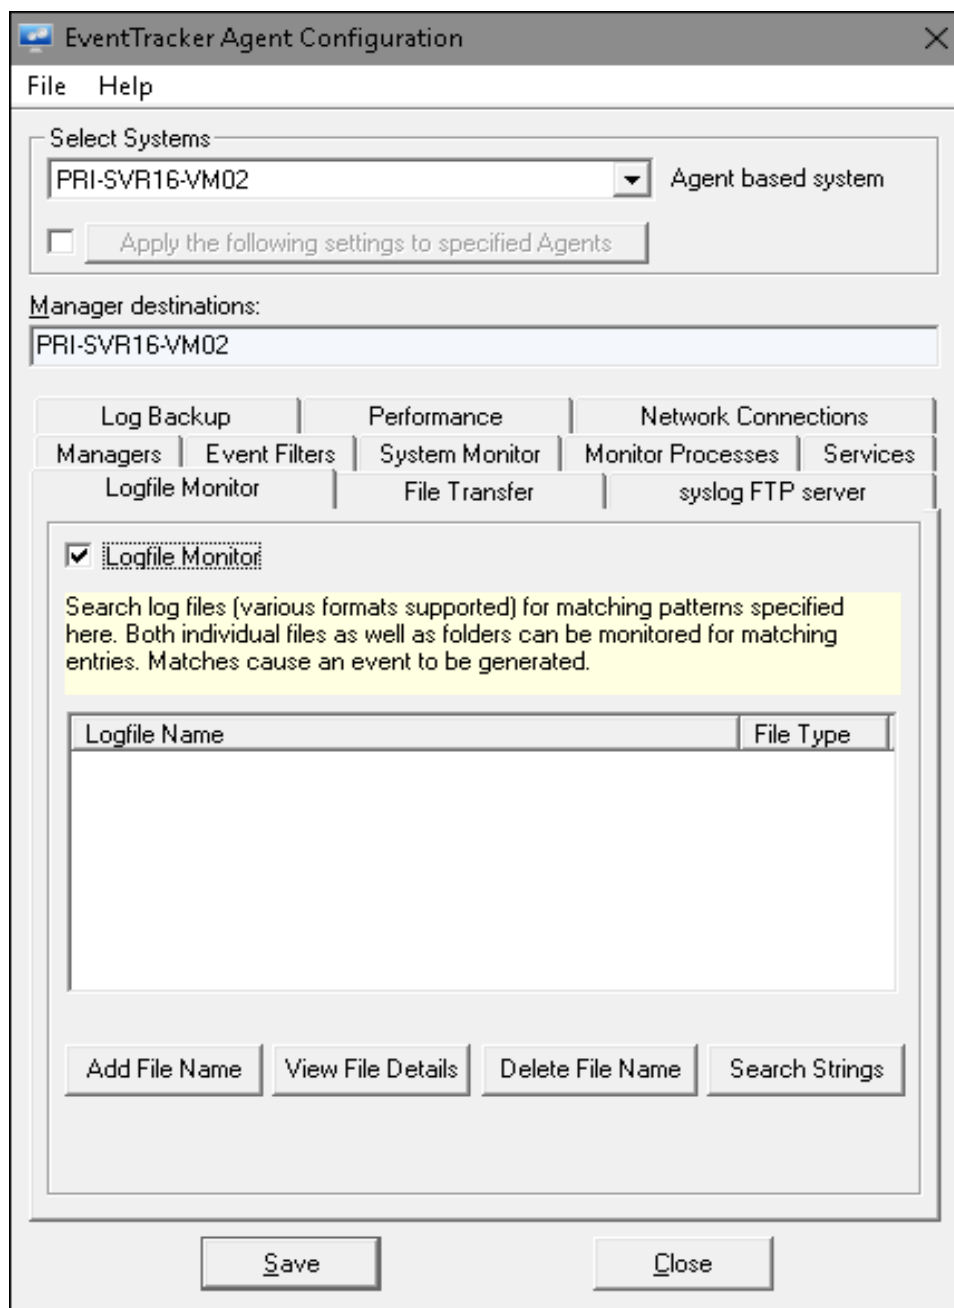 EventTracker Agent Configuration
File Help
Select Systems
PRI-SVR16-VM02
Agent based system
Apply the following settings to specified Agents
Manager destinations:
PRI-SVR16-VM02
Log Backup Performance Network Connections
Managers Event Filters System Monitor Monitor Processes Services
Logfile Monitor File Transfer syslog FTP server
Logfile Monitor
Search log files (various formats supported) for matching patterns specified
here. Both individual files as well as folders can be monitored for matching
entries. Matches cause an event to be generated.
Logfile Name File Type
Add File Name View File Details Delete File Name Search Strings
Save Close